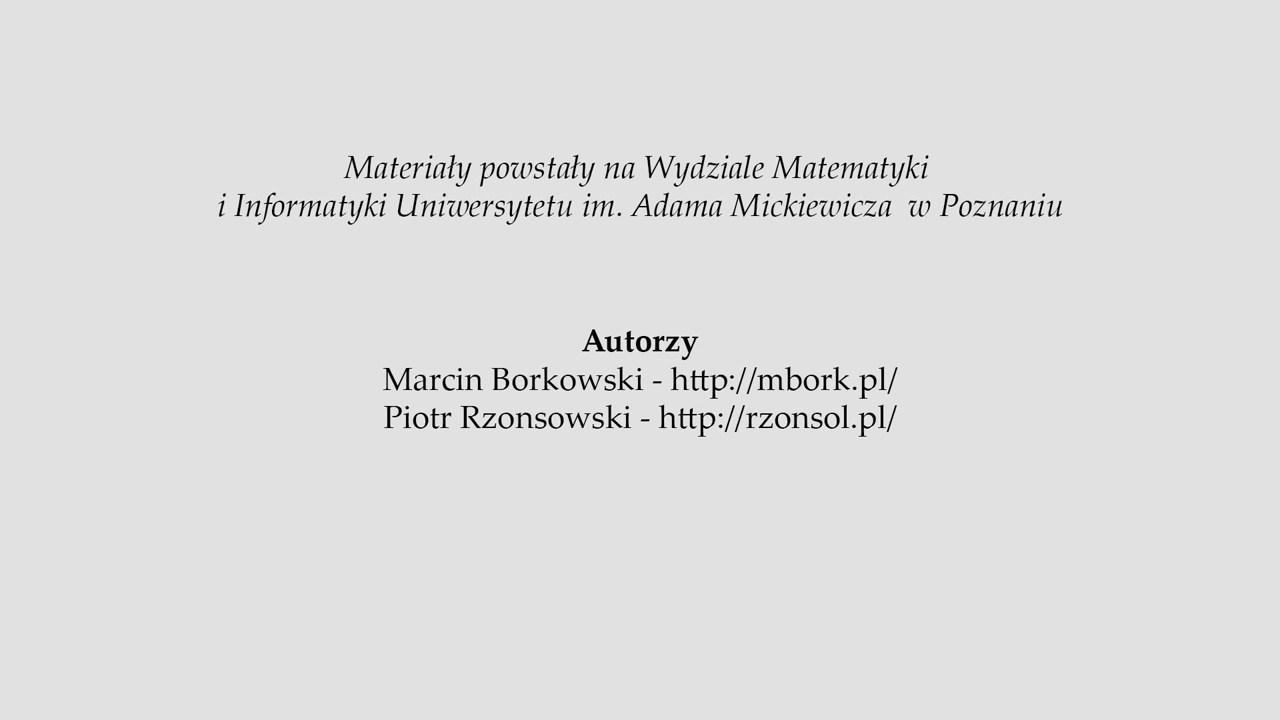 Materiały powstały na Wydziale Matematyki
i Informatyki Uniwersytetu im. Adama Mickiewicza w Poznaniu
Autorzy
Marcin Borkowski - http://mbork.pl/
Piotr Rzonsowski - http://rzonsol.pl/